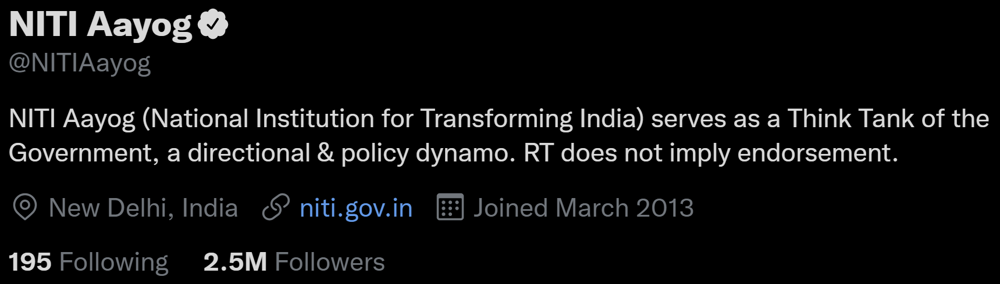 NITI Aayog
@NITIAayog
NITI Aayog (National Institution for Transforming India) serves as a Think Tank of the
Government, a directional & policy dynamo. RT does not imply endorsement.
New Delhi, India niti.gov.in Joined March 2013
195 Following 2.5M Followers